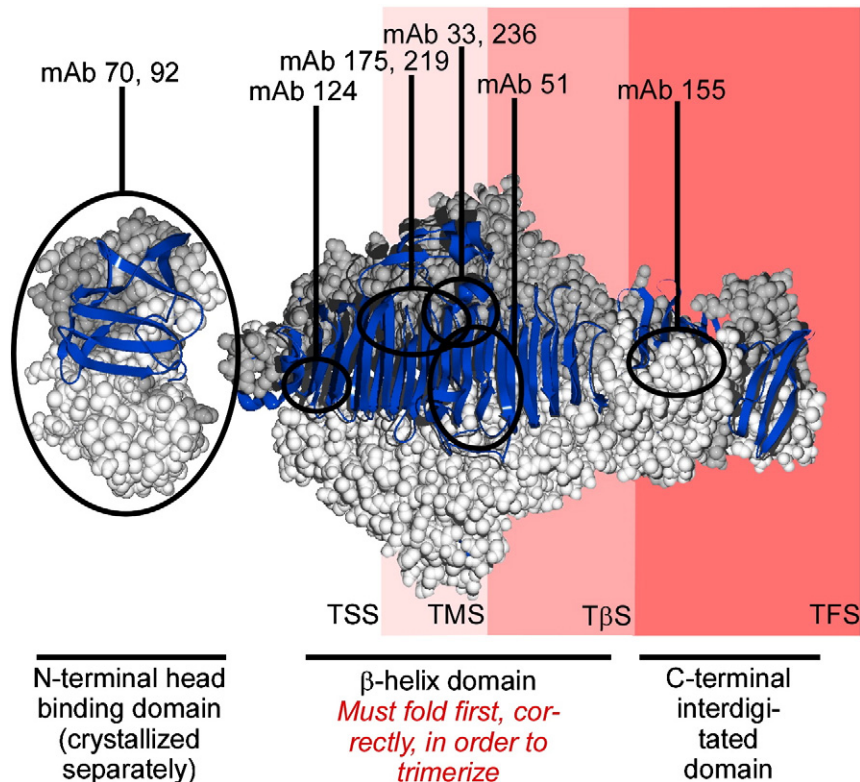 mAb 33, 236
mAb 175, 219
mAb 70, 92
mAb 124
mAb 51
mAb 155
TSS
TMS
TβS
TFS
N-terminal head
binding domain
(crystallized
separately)
β-helix domain
Must fold first, cor-
rectly, in order to
trimerize
C-terminal
interdigi-
tated
domain